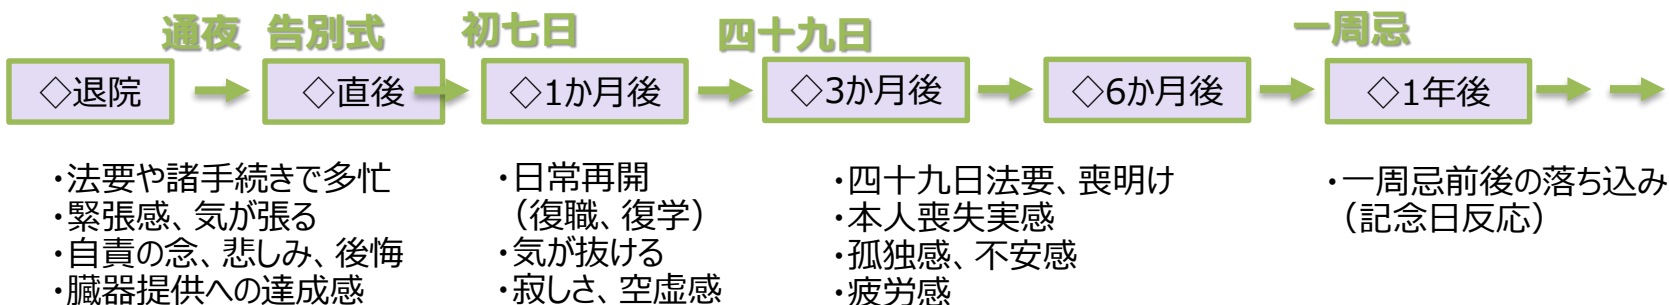 通夜 告別式 初七日 四十九日 一周忌
◇退院 ◇直後 ◇1か月後 ◇3か月後 ◇6か月後 ◇1年後
・法要や諸手続きで多忙
・緊張感、気が張る
・自責の念、悲しみ、後悔
・臓器提供への達成感
・日常再開
（復職、復学）
・気が抜ける
・寂しさ、空虚感
・四十九日法要、喪明け
・本人喪失実感
・孤独感、不安感
・疲労感
・一周忌前後の落ち込み
（記念日反応）